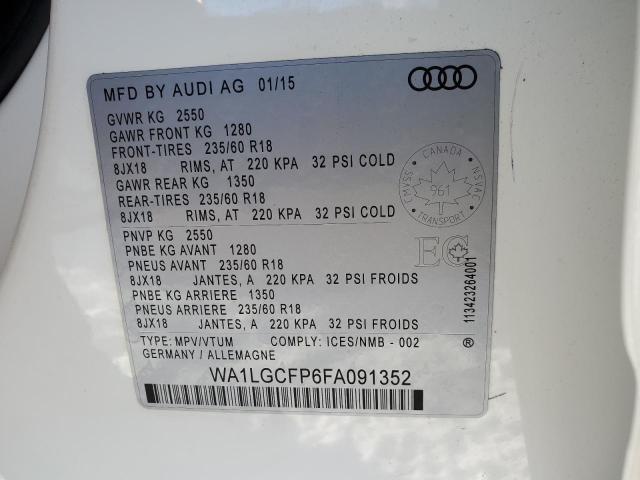 MFD BY AUDI AG 01/15
GVWR KG 2550
GAWR FRONT KG 1280
FRONT-TIRES 235/60 R18
8JX18 RIMS, AT 220 KPA 32 PSI COLD
GAWR REAR KG 1350
REAR-TIRES 235/60 R18
8JX18 RIMS, AT 220 KPA 32 PSI COLD
CANADA
CMVSS NSVAC
961
TRANSPORT
PNVP KG 2550
PNBE KG AVANT 1280
PNEUS AVANT 235/60 R18
8JX18 JANTES, A 220 KPA 32 PSI FROIDS
PNBE KG ARRIERE 1350
PNEUS ARRIERE 235/60 R18
8JX18 JANTES, A 220 KPA 32 PSI FROIDS
EC
113423264001
®
TYPE: MPV/VTUM COMPLY: ICES/NMB - 002
GERMANY / ALLEMAGNE
WA1LGCFP6FA091352